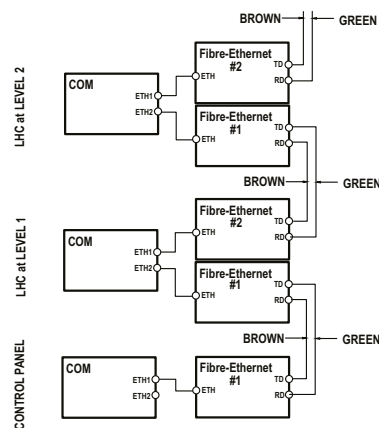 BROWN GREEN
LHC at LEVEL 2
COM
ETH1
ETH2
Fibre-Ethernet
#2
ETH
TD
RD
Fibre-Ethernet
#1
ETH
TD
RD
BROWN GREEN
LHC at LEVEL 1
COM
ETH1
ETH2
Fibre-Ethernet
#2
ETH
TD
RD
Fibre-Ethernet
#1
ETH
TD
RD
BROWN GREEN
CONTROL PANEL
COM
ETH1
ETH2
Fibre-Ethernet
#1
ETH
TD
RD